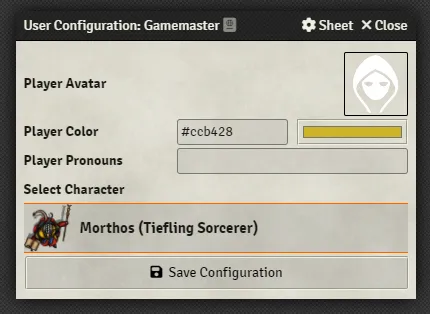 User Configuration: Gamemaster Sheet Close
Player Avatar
Player Color #ccb428
Player Pronouns
Select Character
Morthos (Tiefling Sorcerer)
Save Configuration